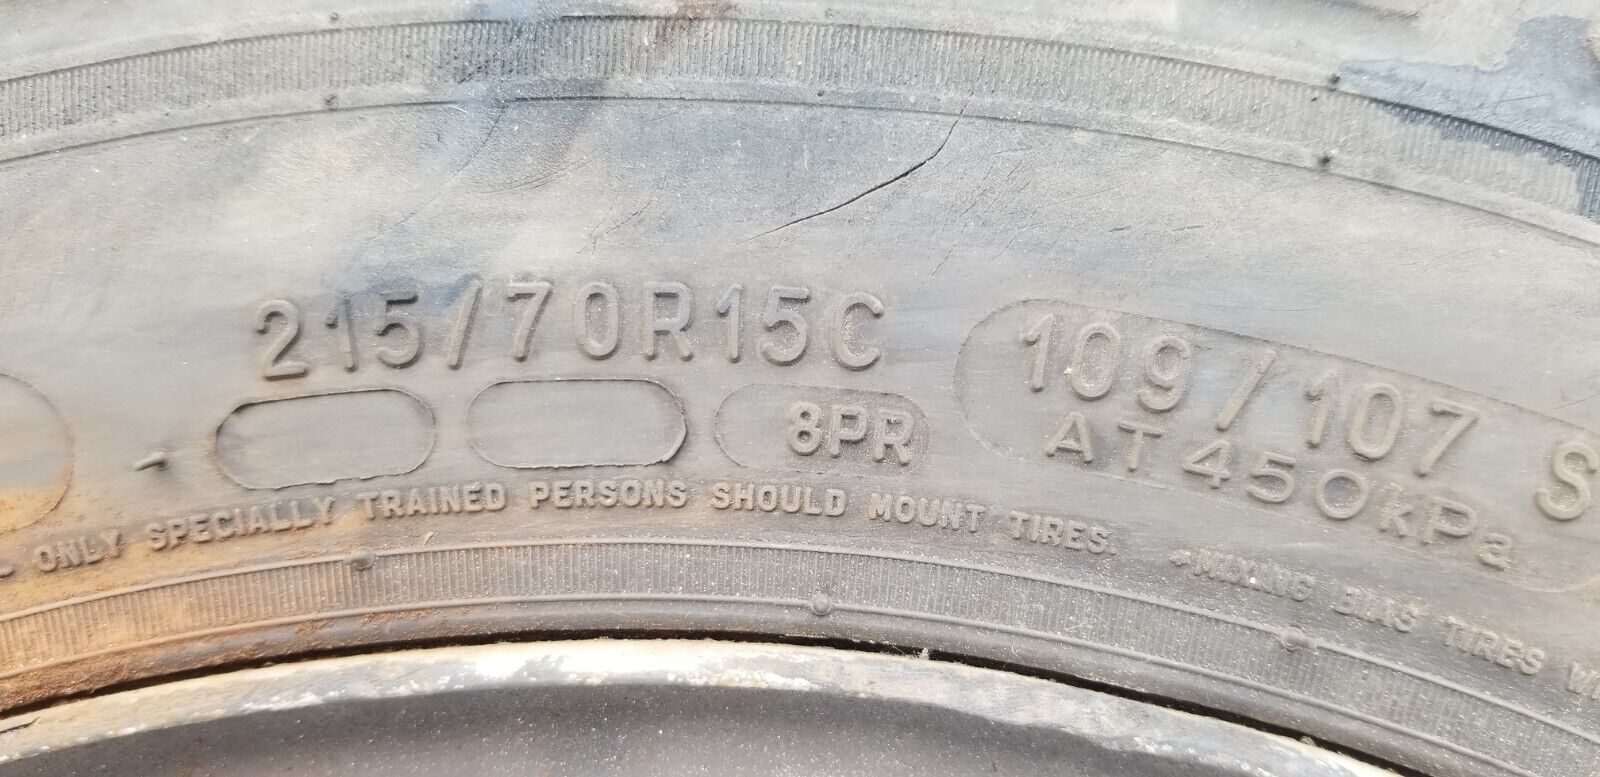 215/70R15C
109/107 S
8PR
AT 450kPa
ONLY SPECIALLY TRAINED PERSONS SHOULD MOUNT TIRES.
MIXING BIAS TIRES